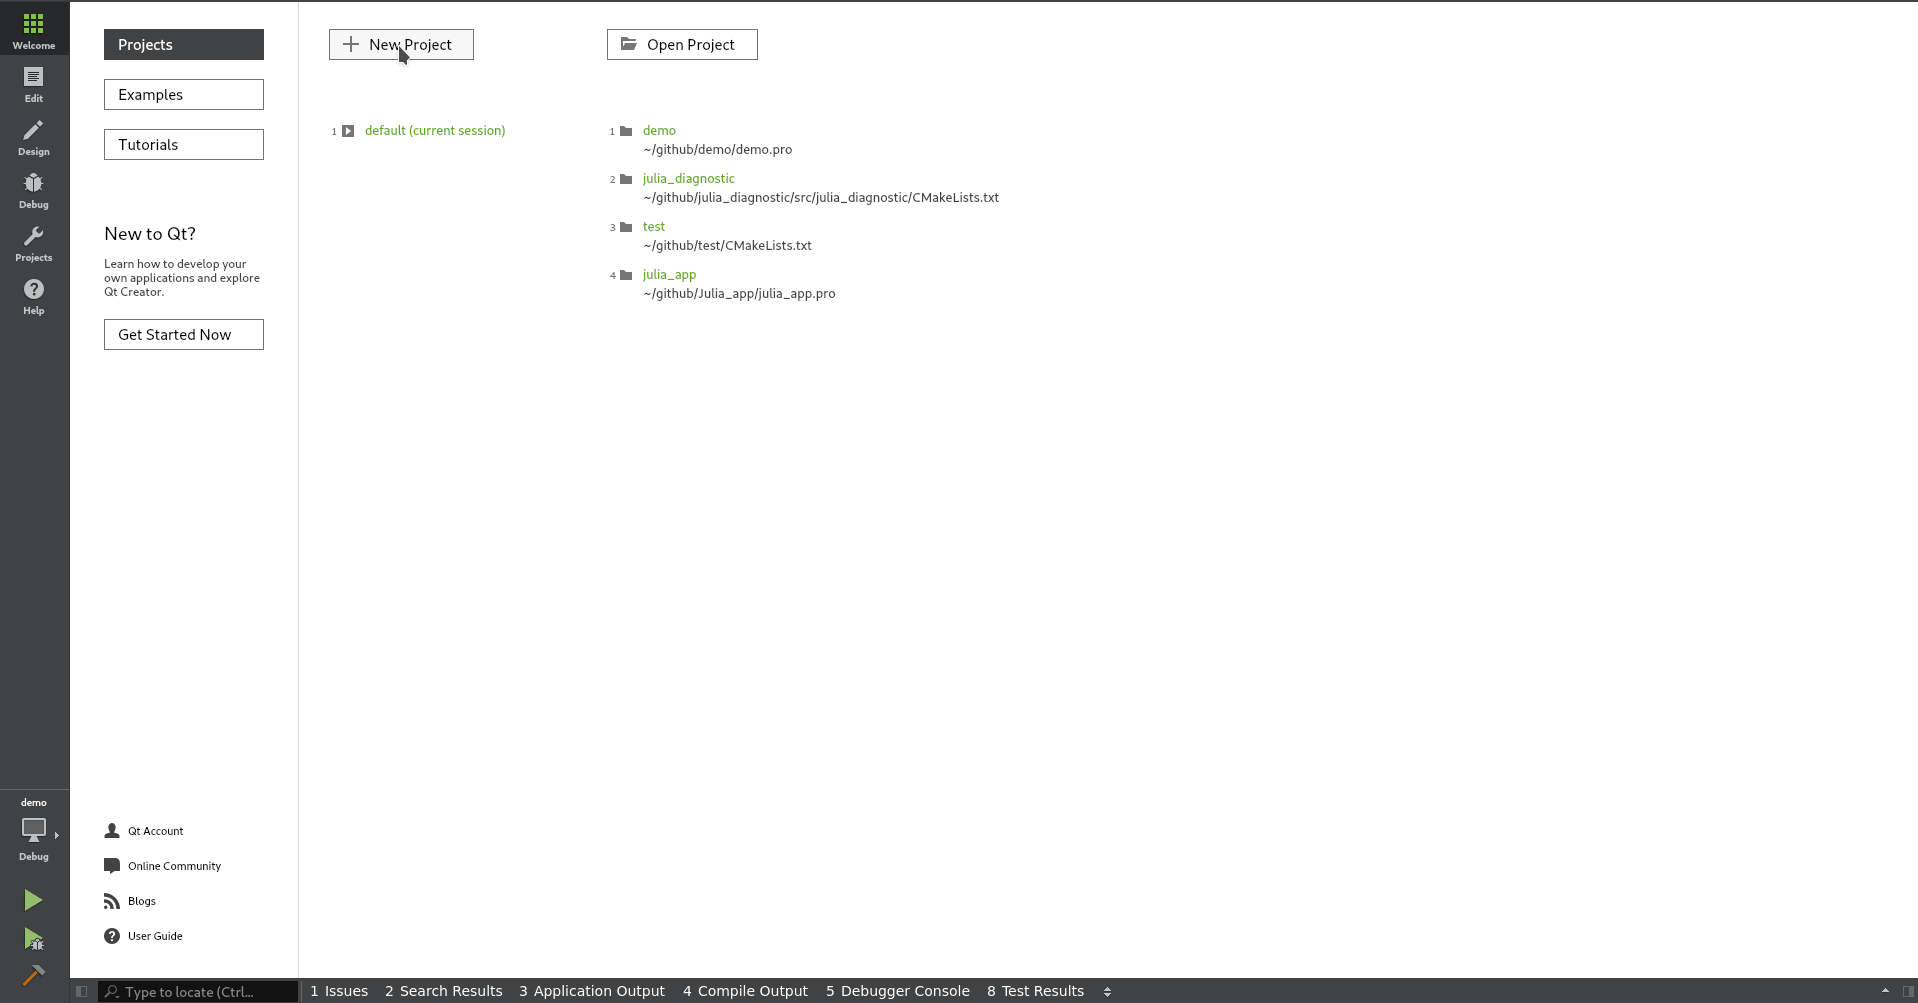 Welcome
Edit
Design
Debug
Projects
Help
demo
Debug
Projects
Examples
Tutorials
New to Qt?
Learn how to develop your
own applications and explore
Qt Creator.
Get Started Now
Qt Account
Online Community
Blogs
User Guide
New Project
1 default (current session)
Open Project
1 demo
~/github/demo/demo.pro
2 julia_diagnostic
~/github/julia_diagnostic/src/julia_diagnostic/CMakeLists.txt
3 test
~/github/test/CMakeLists.txt
4 julia_app
~/github/Julia_app/julia_app.pro
Type to locate (Ctrl... 1 Issues 2 Search Results 3 Application Output 4 Compile Output 5 Debugger Console 8 Test Results